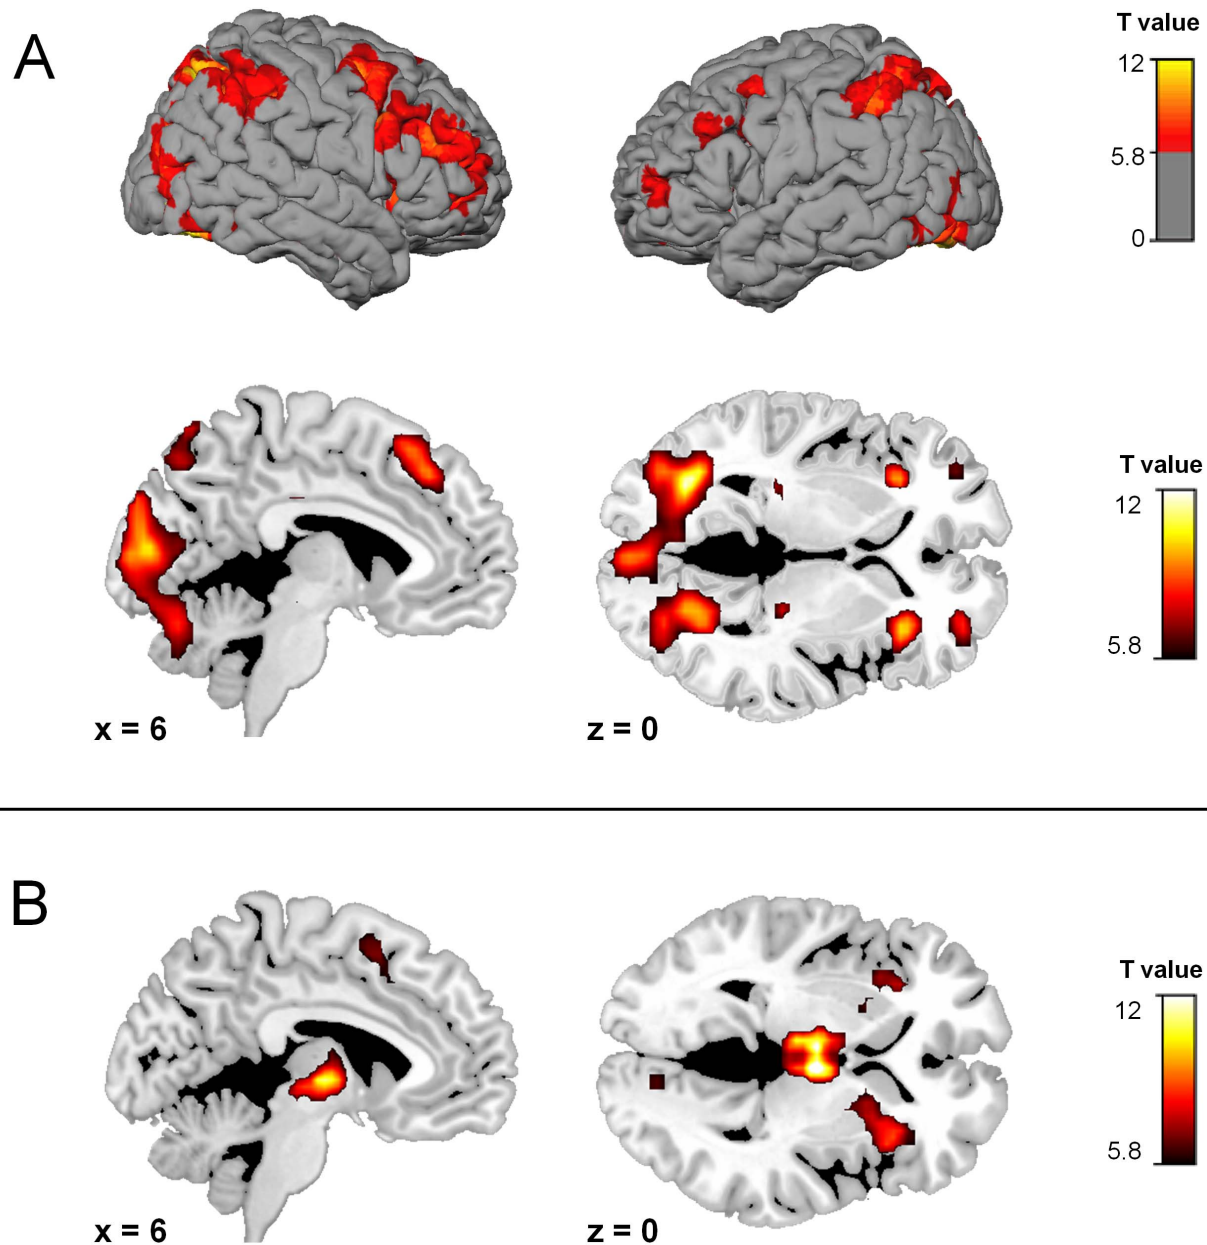 A
T value
12
5.8
0
T value
12
5.8
x = 6
z = 0
B
T value
12
5.8
x = 6
z = 0